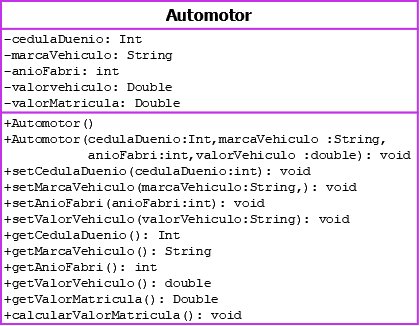 Automotor
-cedulaDuenio: Int
-marcaVehiculo: String
-anioFabri: int
-valorvehiculo: Double
-valorMatricula: Double
+Automotor()
+Automotor(cedulaDuenio:Int,marcaVehiculo :String,
anioFabri:int,valorVehiculo :double): void
+setCedulaDuenio(cedulaDuenio:int): void
+setMarcaVehiculo(marcaVehiculo:String,): void
+setAnioFabri(anioFabri:int): void
+setValorVehiculo(valorVehiculo:String): void
+getCedulaDuenio(): Int
+getMarcaVehiculo(): String
+getAnioFabri(): int
+getValorVehiculo(): double
+getValorMatricula(): Double
+calcularValorMatricula(): void